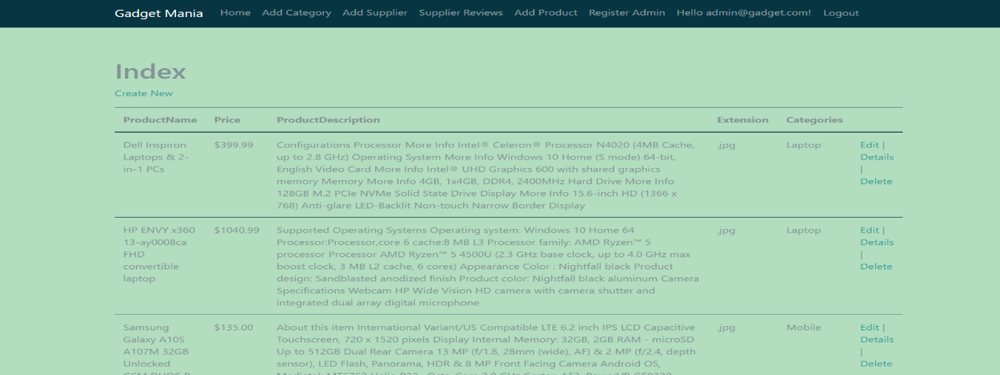 Gadget Mania Home Add Category Add Supplier Supplier Reviews Add Product Register Admin Hello admin@gadget.com! Logout
Index
Create New
ProductName Price ProductDescription Extension Categories
Dell Inspiron $399.99 Configurations Processor More Info Intel® Celeron® Processor N4020 (4MB Cache, .jpg Laptop Edit |
Laptops & 2- up to 2.8 GHz) Operating System More Info Windows 10 Home (S mode) 64-bit, Details
in-1 PCs English Video Card More Info Intel® UHD Graphics 600 with shared graphics |
memory Memory More Info 4GB, 1x4GB, DDR4, 2400MHz Hard Drive More Info Delete
128GB M.2 PCIe NVMe Solid State Drive Display More Info 15.6-inch HD (1366 x
768) Anti-glare LED-Backlit Non-touch Narrow Border Display
HP ENVY x360 $1040.99 Supported Operating Systems Operating system: Windows 10 Home 64 .jpg Laptop Edit |
13-ay0008ca Processor:Processor,core 6 cache:8 MB L3 Processor family: AMD Ryzen™ 5 Details
FHD processor Processor AMD Ryzen™ 5 4500U (2.3 GHz base clock, up to 4.0 GHz max |
convertible boost clock, 3 MB L2 cache, 6 cores) Appearance Color : Nightfall black Product Delete
laptop design: Sandblasted anodized finish Product color: Nightfall black aluminum Camera
Specifications Webcam HP Wide Vision HD camera with camera shutter and
integrated dual array digital microphone
Samsung $135.00 About this item International Variant/US Compatible LTE 6.2 inch IPS LCD Capacitive .jpg Mobile Edit |
Galaxy A10S Touchscreen, 720 x 1520 pixels Display Internal Memory: 32GB, 2GB RAM - microSD Details
A107M 32GB Up to 512GB Dual Rear Camera 13 MP (f/1.8, 28mm (wide), AF) & 2 MP (f/2.4, depth |
Unlocked sensor), LED Flash, Panorama, HDR & 8 MP Front Facing Camera Android OS, Delete